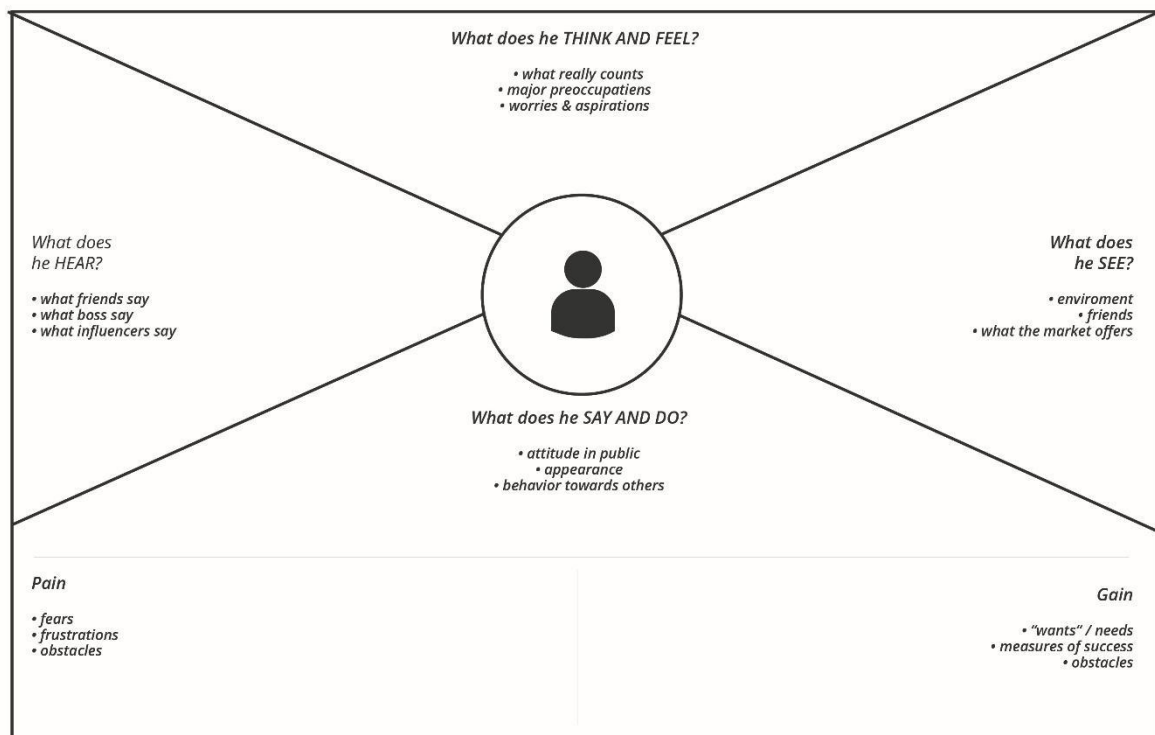 What does he THINK AND FEEL?
• what really counts
• major preoccupatiens
• worries & aspirations
What does
he HEAR?
• what friends say
• what boss say
• what influencers say
What does
he SEE?
• enviroment
• friends
• what the market offers
What does he SAY AND DO?
• attitude in public
• appearance
• behavior towards others
Pain
• fears
• frustrations
• obstacles
Gain
• “wants” / needs
• measures of success
• obstacles